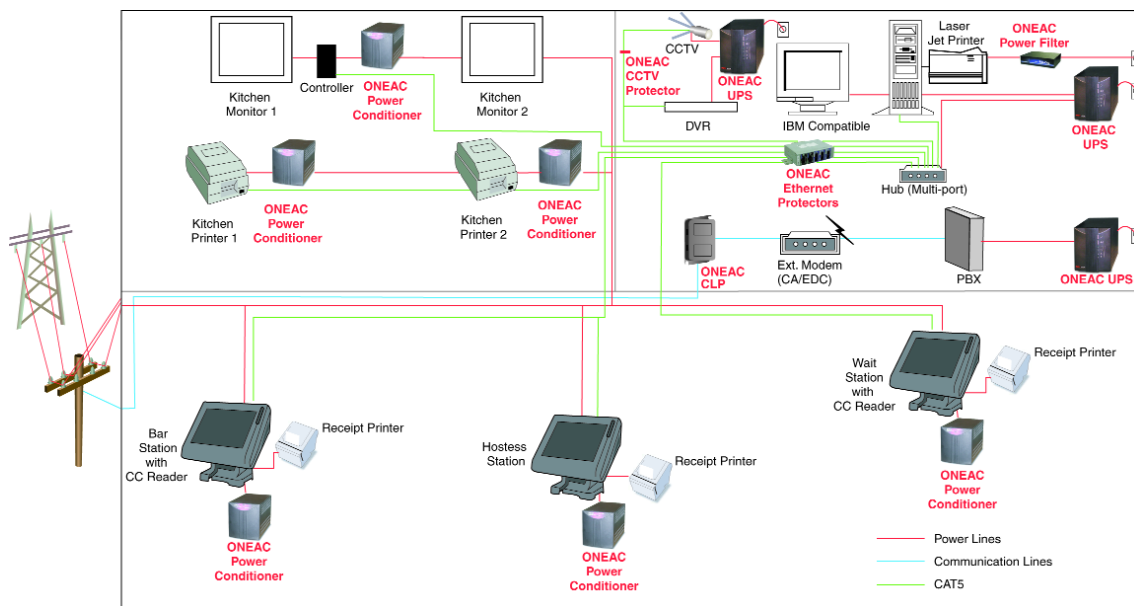 Kitchen
Monitor 1
Controller
ONEAC
Power
Conditioner
Kitchen
Monitor 2
Kitchen
Printer 1
ONEAC
Power
Conditioner
Kitchen
Printer 2
ONEAC
Power
Conditioner
CCTV
ONEAC
CCTV
Protector
ONEAC
UPS
DVR
IBM Compatible
Laser
Jet Printer
ONEAC
Power Filter
ONEAC
UPS
ONEAC
Ethernet
Protectors
Hub (Multi-port)
ONEAC
CLP
Ext. Modem
(CA/EDC)
PBX
ONEAC UPS
Bar
Station
with
CC Reader
Receipt Printer
ONEAC
Power
Conditioner
Hostess
Station
Receipt Printer
ONEAC
Power
Conditioner
Wait
Station
with
CC Reader
Receipt Printer
ONEAC
Power
Conditioner
Power Lines
Communication Lines
CAT5